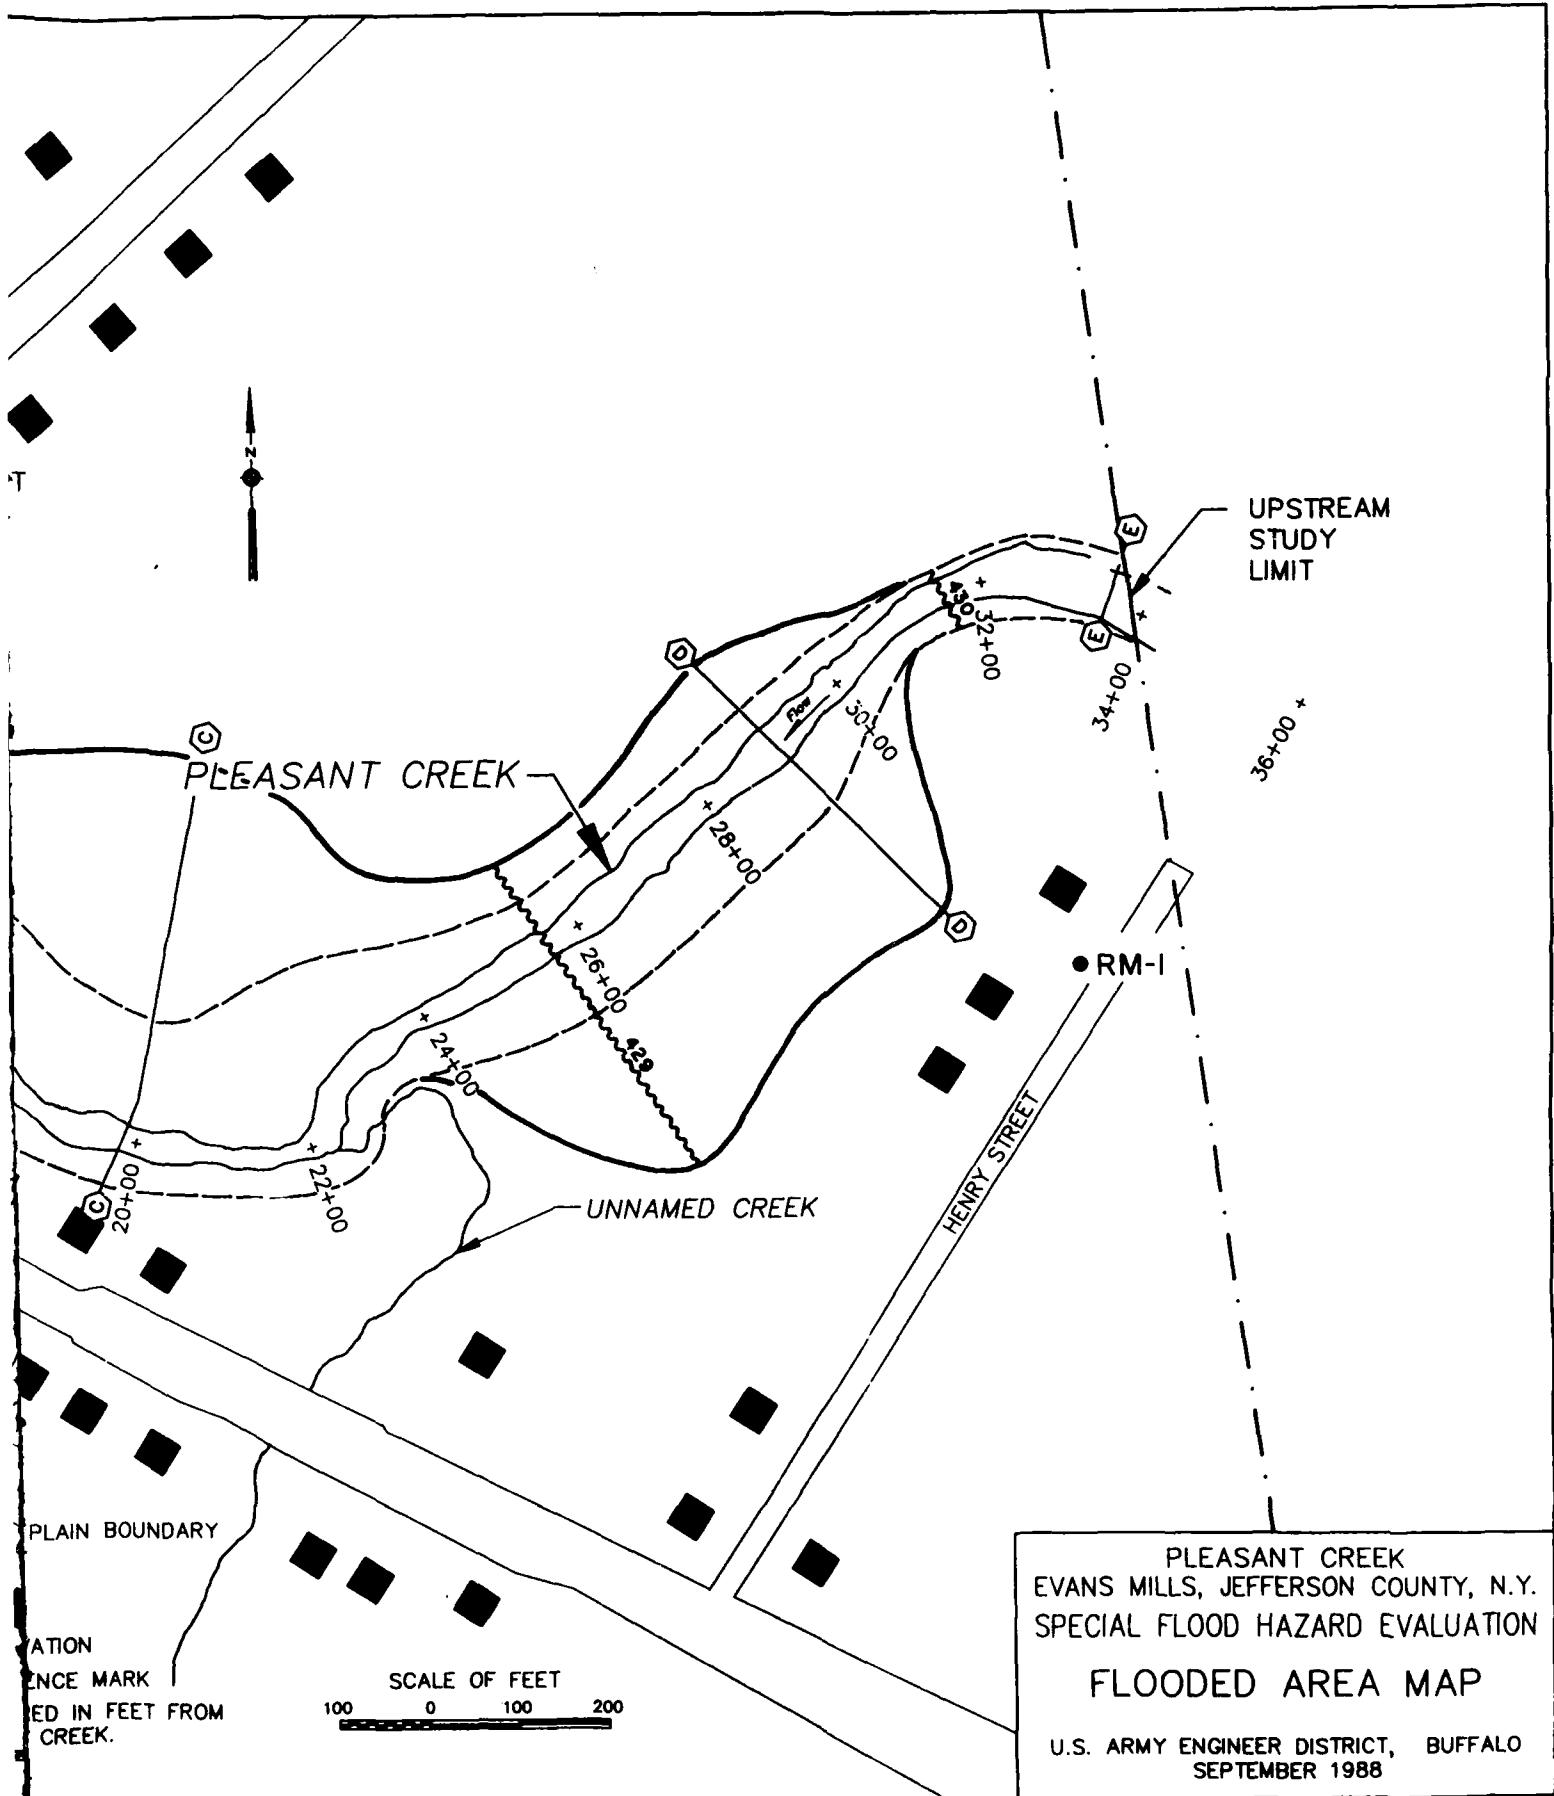 N
T
UPSTREAM
STUDY
LIMIT
E
E
430
32+00
34+00
36+00
D
D
Flow
30+00
C
PLEASANT CREEK
28+00
26+00
429
24+00
22+00
20+00
C
RM-1
HENRY STREET
UNNAMED CREEK
PLAIN BOUNDARY
ATION
ENCE MARK
ED IN FEET FROM
CREEK.
SCALE OF FEET
100 0 100 200
PLEASANT CREEK
EVANS MILLS, JEFFERSON COUNTY, N.Y.
SPECIAL FLOOD HAZARD EVALUATION
FLOODED AREA MAP
U.S. ARMY ENGINEER DISTRICT, BUFFALO
SEPTEMBER 1988